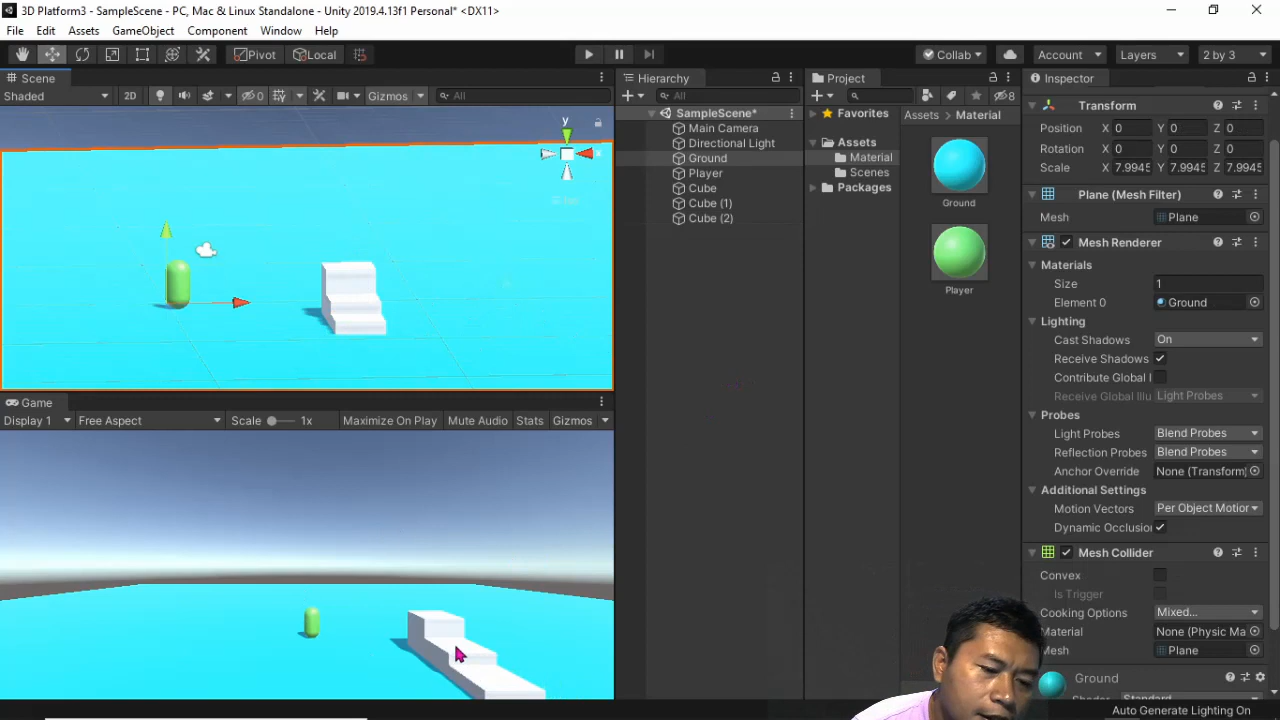 3D Platform3 - SampleScene - PC, Mac & Linux Standalone - Unity 2019.4.13f1 Personal* <DX11>
File Edit Assets GameObject Component Window Help
Pivot Local Collab Account Layers 2 by 3
Scene
Shaded 2D 0 Gizmos All
y
x
Hierarchy
All
SampleScene*
Main Camera
Directional Light
Ground
Player
Cube
Cube (1)
Cube (2)
Project
8
Favorites
Assets
Material
Scenes
Packages
Assets Material
Ground
Player
Inspector
Transform
Position X 0 Y 0 Z 0
Rotation X 0 Y 0 Z 0
Scale X 7.9945 Y 7.9945 Z 7.9945
Plane (Mesh Filter)
Mesh Plane
Mesh Renderer
Materials
Size 1
Element 0 Ground
Lighting
Cast Shadows On
Receive Shadows
Contribute Global I
Receive Global Illu Light Probes
Probes
Light Probes Blend Probes
Reflection Probes Blend Probes
Anchor Override None (Transform)
Additional Settings
Motion Vectors Per Object Motior
Dynamic Occlusion
Mesh Collider
Convex
Is Trigger
Cooking Options Mixed...
Material None (Physic Ma
Mesh Plane
Ground
Shader Standard
Auto Generate Lighting On
Game
Display 1 Free Aspect Scale 1x Maximize On Play Mute Audio Stats Gizmos